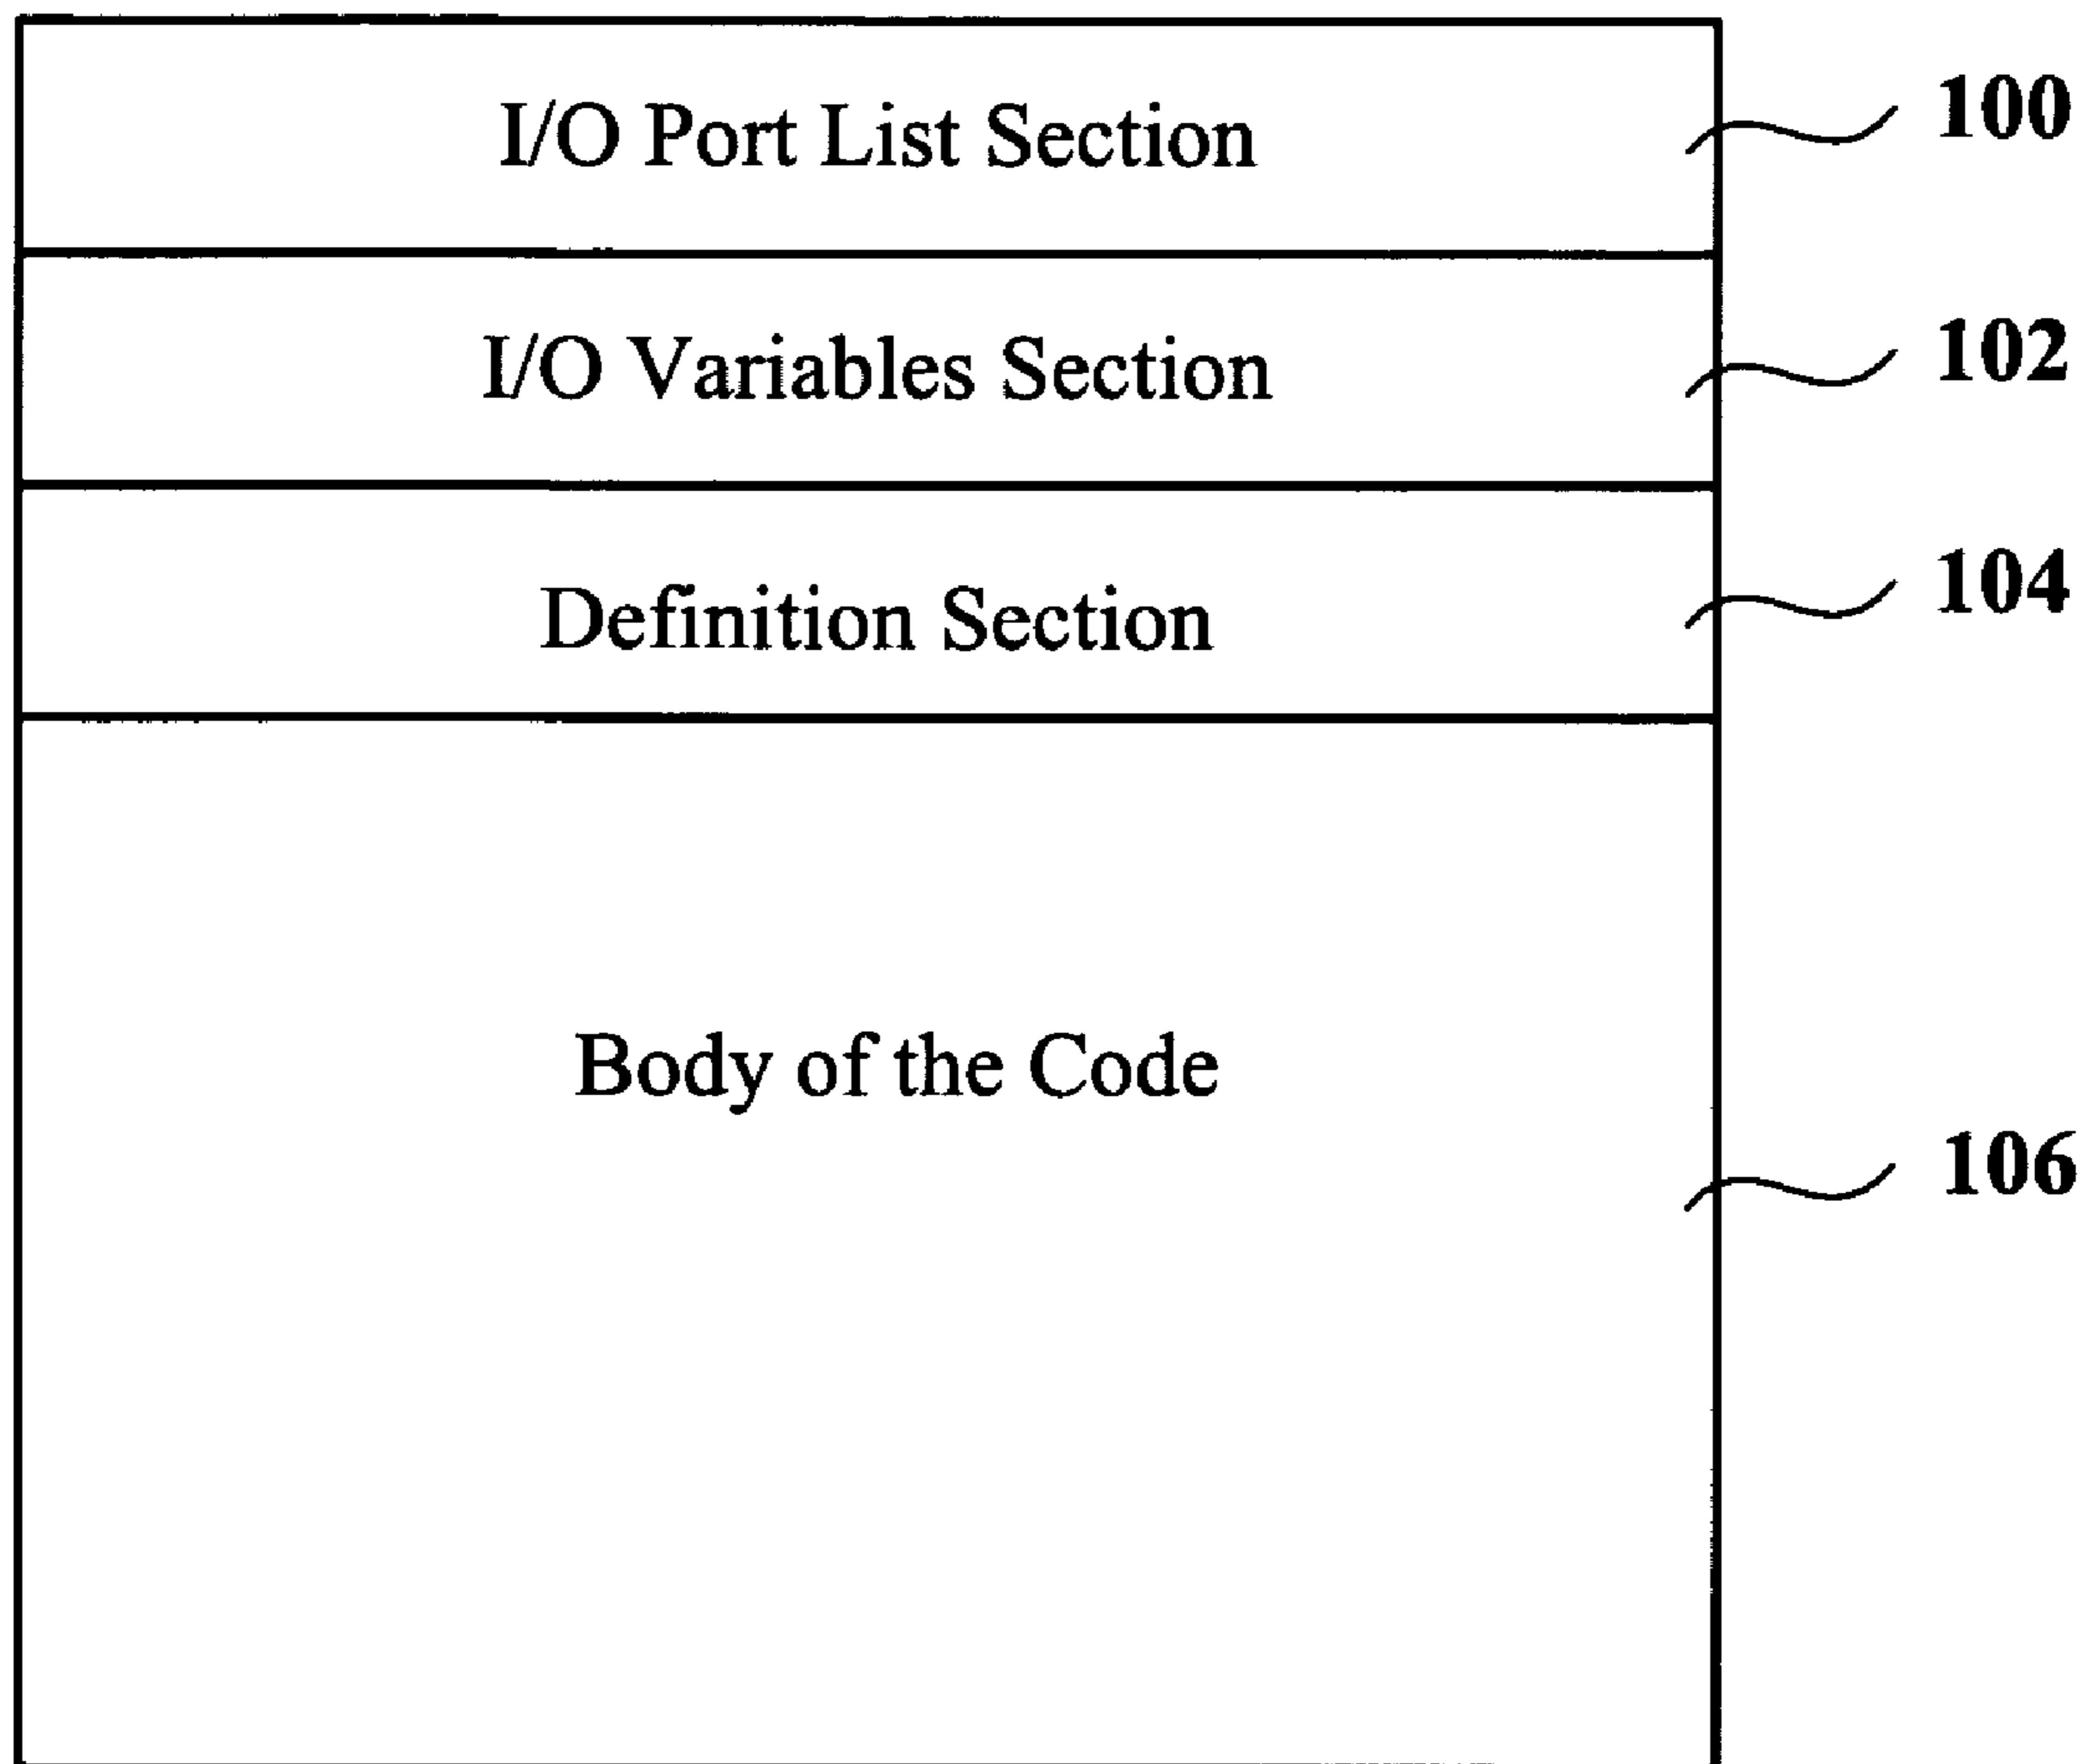 I/O Port List Section 100
I/O Variables Section 102
Definition Section 104
Body of the Code
106